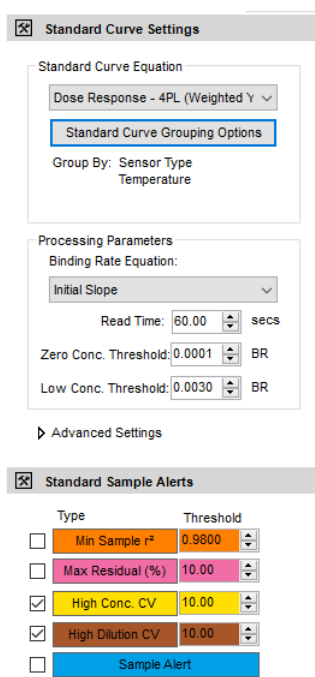 Standard Curve Settings
Standard Curve Equation
Dose Response - 4PL (Weighted Y
Standard Curve Grouping Options
Group By: Sensor Type
Temperature
Processing Parameters
Binding Rate Equation:
Initial Slope
Read Time: 60.00 secs
Zero Conc. Threshold: 0.0001 BR
Low Conc. Threshold: 0.0030 BR
Advanced Settings
Standard Sample Alerts
Type Threshold
Min Sample r² 0.9800
Max Residual (%) 10.00
High Conc. CV 10.00
High Dilution CV 10.00
Sample Alert